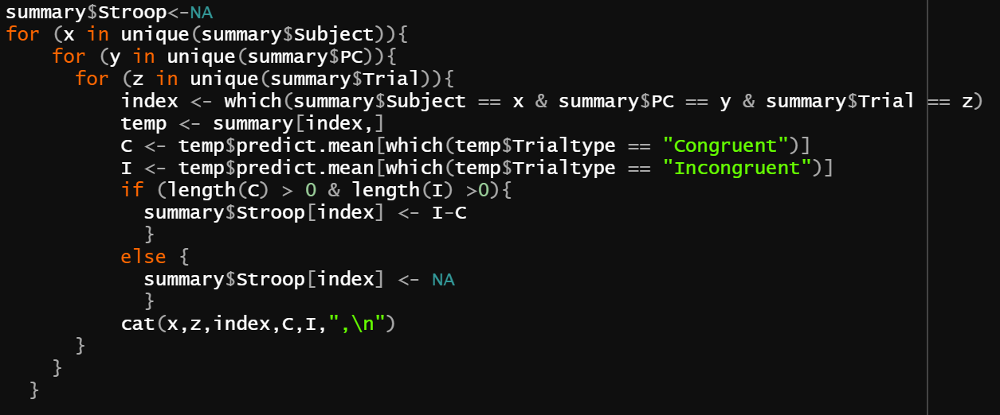 summary$Stroop<-NA
for (x in unique(summary$Subject)){
    for (y in unique(summary$PC)){
      for (z in unique(summary$Trial)){
          index <- which(summary$Subject == x & summary$PC == y & summary$Trial == z)
          temp <- summary[index,]
          C <- temp$predict.mean[which(temp$Trialtype == "Congruent")]
          I <- temp$predict.mean[which(temp$Trialtype == "Incongruent")]
          if (length(C) > 0 & length(I) >0){
            summary$Stroop[index] <- I-C
            }
          else {
            summary$Stroop[index] <- NA
            }
          cat(x,z,index,C,I,",\n")
      }
    }
  }